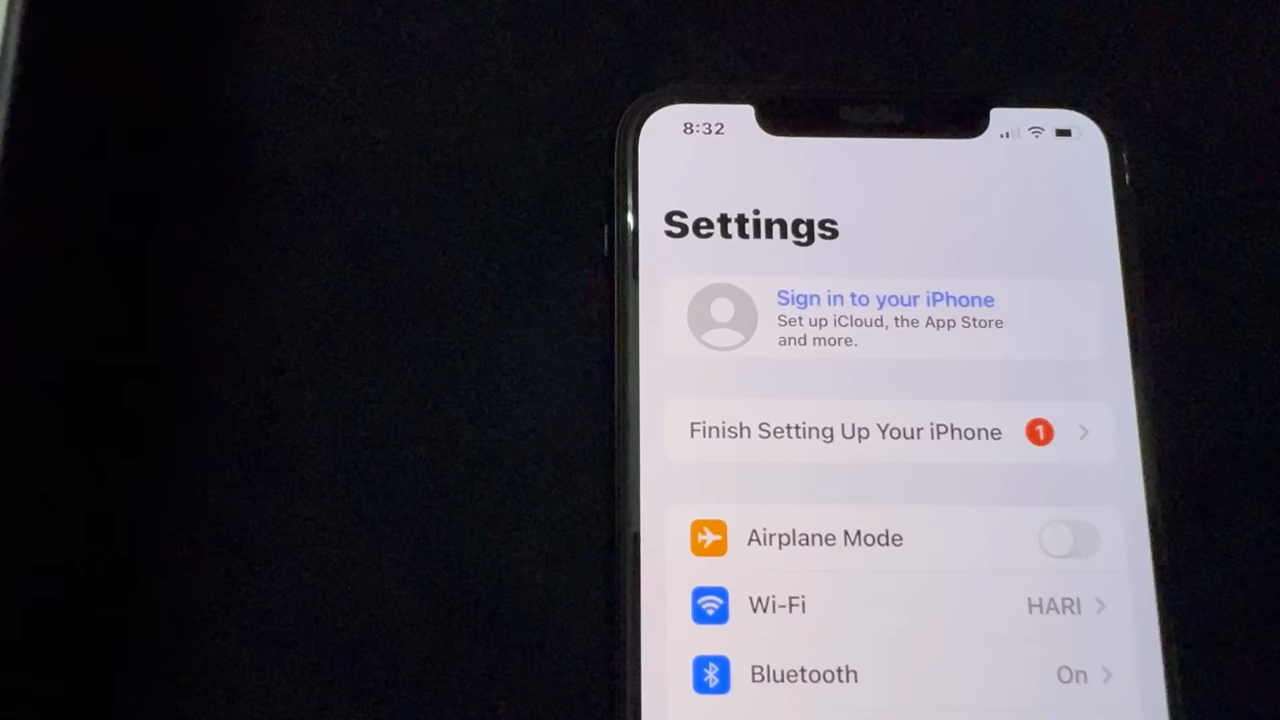 8:32
Settings
Sign in to your iPhone
Set up iCloud, the App Store
and more.
Finish Setting Up Your iPhone 1
Airplane Mode
Wi-Fi HARI
Bluetooth On